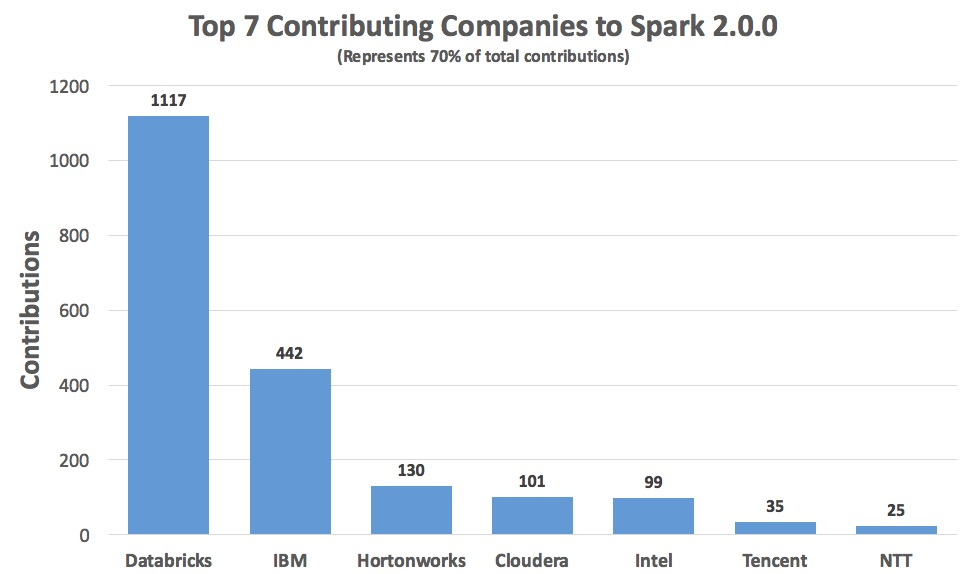 Top 7 Contributing Companies to Spark 2.0.0
(Represents 70% of total contributions)
Contributions
1200
1000
800
600
400
200
0
1117
442
130
101
99
35
25
Databricks
IBM
Hortonworks
Cloudera
Intel
Tencent
NTT